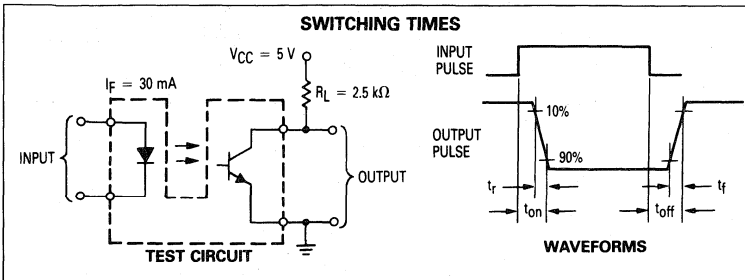 SWITCHING TIMES
VCC = 5 V
IF = 30 mA
RL = 2.5 kΩ
INPUT
OUTPUT
TEST CIRCUIT
INPUT
PULSE
OUTPUT
PULSE
10%
90%
tr
tf
ton
toff
WAVEFORMS